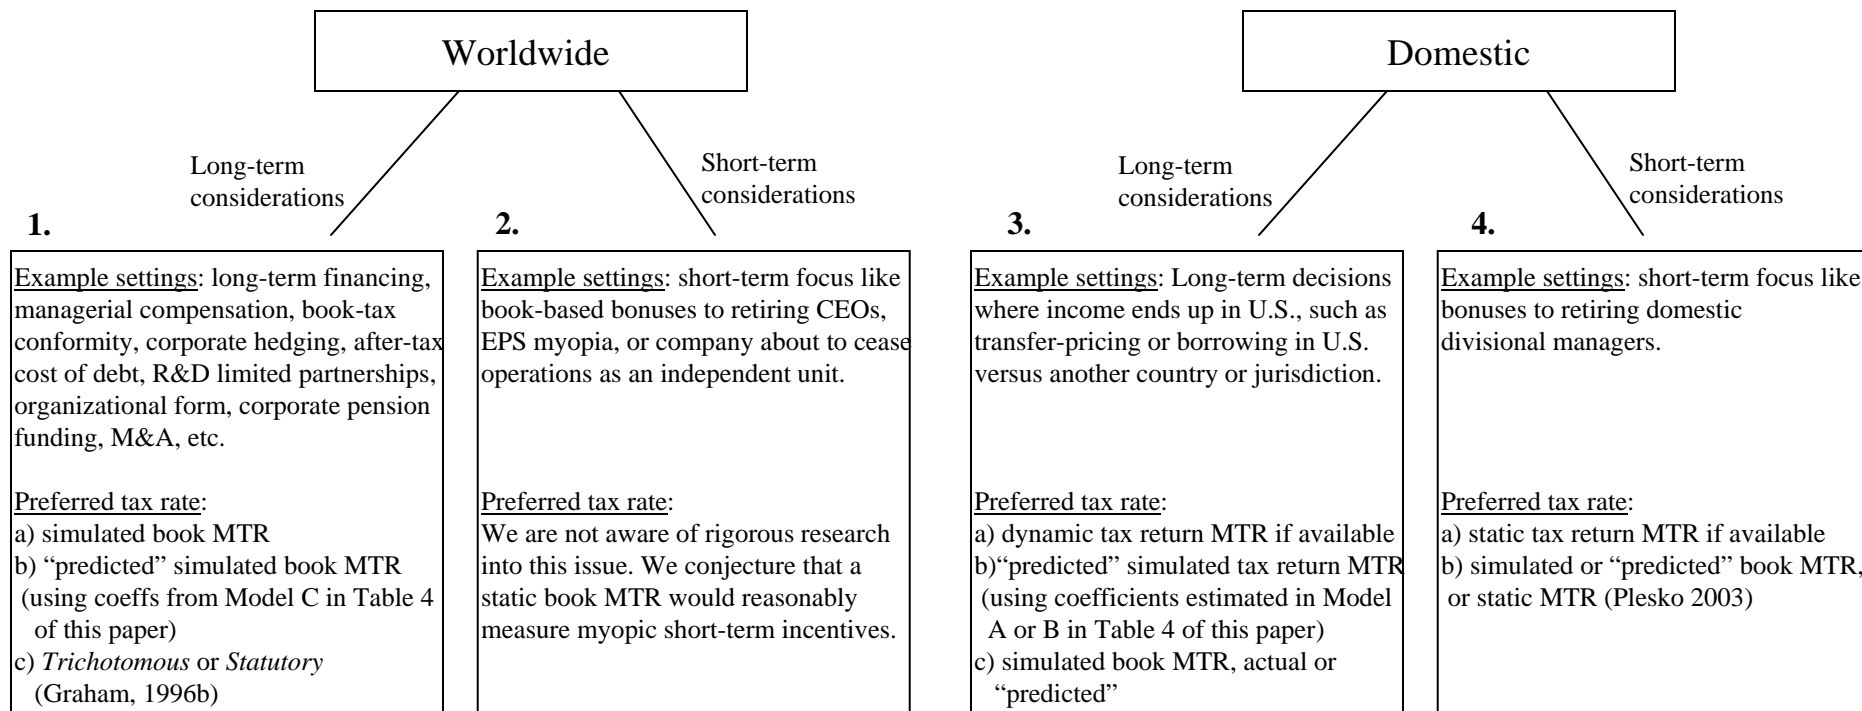 Worldwide
Long-term
considerations
Short-term
considerations
1.
Example settings: long-term financing,
managerial compensation, book-tax
conformity, corporate hedging, after-tax
cost of debt, R&D limited partnerships,
organizational form, corporate pension
funding, M&A, etc.
Preferred tax rate:
a) simulated book MTR
b) “predicted” simulated book MTR
(using coeffs from Model C in Table 4
of this paper)
c) Trichotomous or Statutory
(Graham, 1996b)
2.
Example settings: short-term focus like
book-based bonuses to retiring CEOs,
EPS myopia, or company about to cease
operations as an independent unit.
Preferred tax rate:
We are not aware of rigorous research
into this issue. We conjecture that a
static book MTR would reasonably
measure myopic short-term incentives.
Domestic
Long-term
considerations
Short-term
considerations
3.
Example settings: Long-term decisions
where income ends up in U.S., such as
transfer-pricing or borrowing in U.S.
versus another country or jurisdiction.
Preferred tax rate:
a) dynamic tax return MTR if available
b)“predicted” simulated tax return MTR
(using coefficients estimated in Model
A or B in Table 4 of this paper)
c) simulated book MTR, actual or
“predicted”
4.
Example settings: short-term focus like
bonuses to retiring domestic
divisional managers.
Preferred tax rate:
a) static tax return MTR if available
b) simulated or “predicted” book MTR,
or static MTR (Plesko 2003)